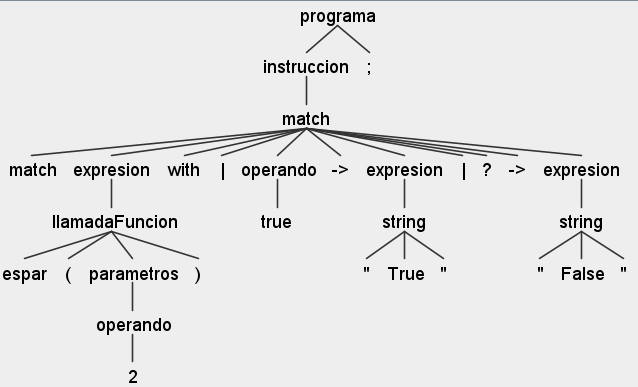 programa
instruccion ;
match
match expresion with | operando -> expresion | ? -> expresion
llamadaFuncion true string string
espar ( parametros ) " True " " False "
operando
2